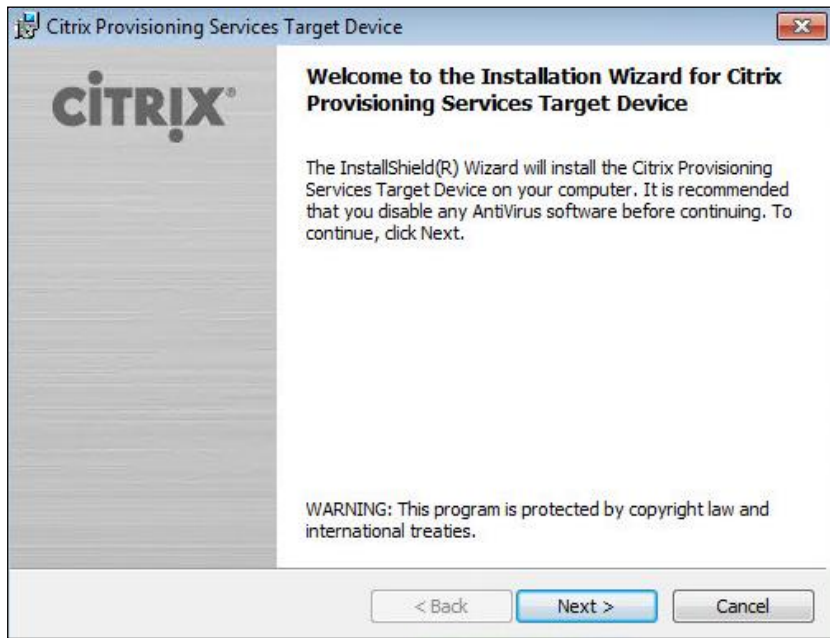 Citrix Provisioning Services Target Device
CİTRIX®
Welcome to the Installation Wizard for Citrix
Provisioning Services Target Device
The InstallShield(R) Wizard will install the Citrix Provisioning
Services Target Device on your computer. It is recommended
that you disable any AntiVirus software before continuing. To
continue, click Next.
WARNING: This program is protected by copyright law and
international treaties.
< Back
Next >
Cancel